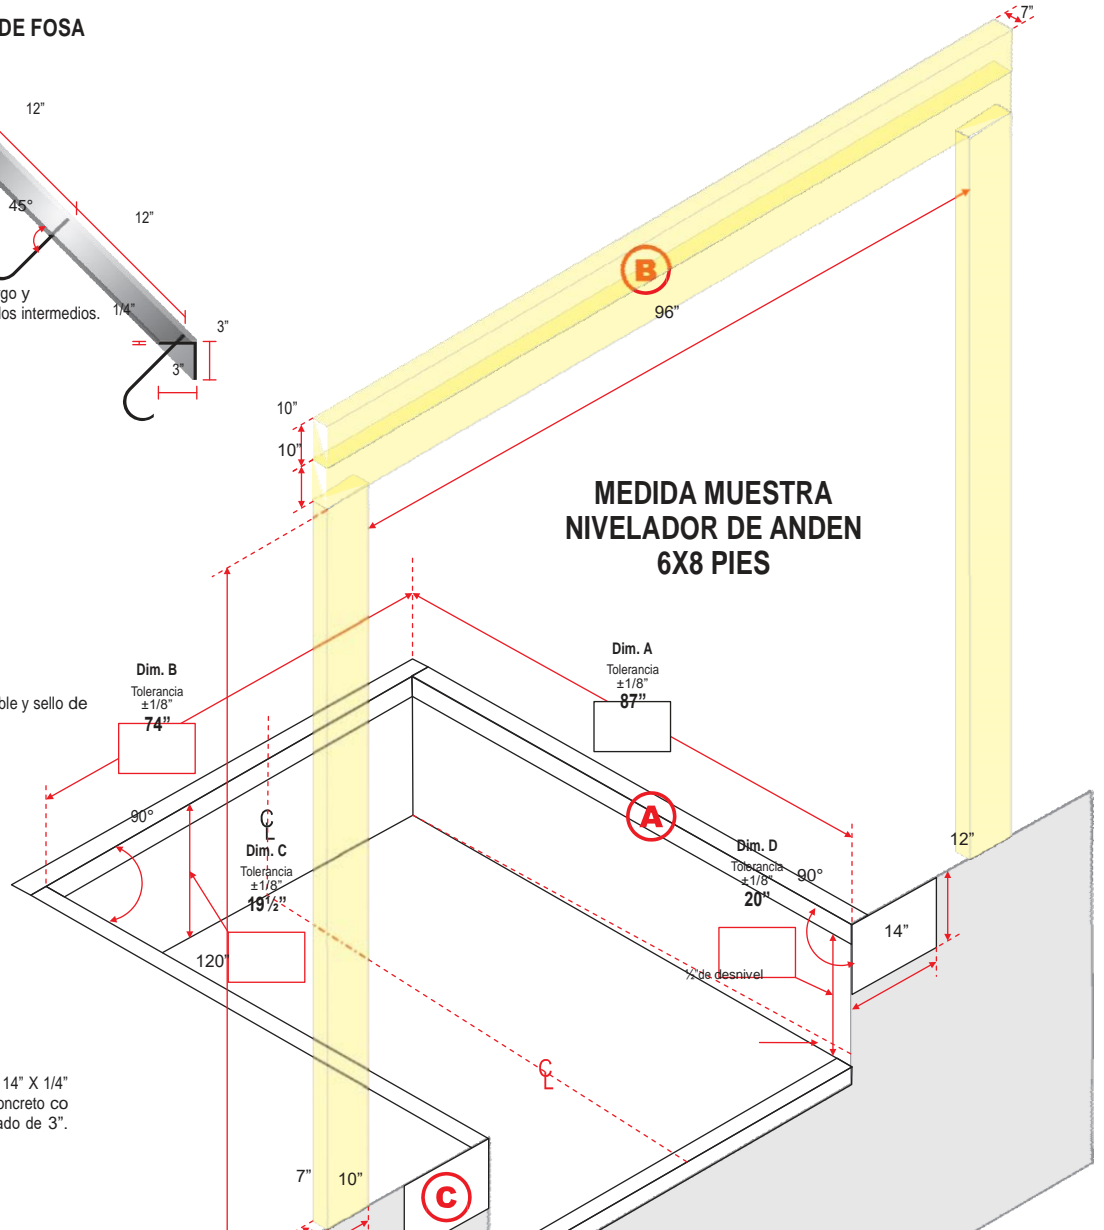 DE FOSA
7”
12”
45°
12”
rgo y
dos intermedios.
1/4”
3”
3”
B
96”
10”
10”
MEDIDA MUESTRA
NIVELADOR DE ANDEN
6X8 PIES
Dim. B
Tolerancia
±1/8”
74”
Dim. A
Tolerancia
±1/8”
87”
ble y sello de
90°
A
Dim. C
Tolerancia
±1/8”
19½”
Dim. D
Tolerancia
±1/8”
20”
90°
12”
14”
120”
½”de desnivel
14” X 1/4”
oncreto co
ado de 3”.
7”
10”
C